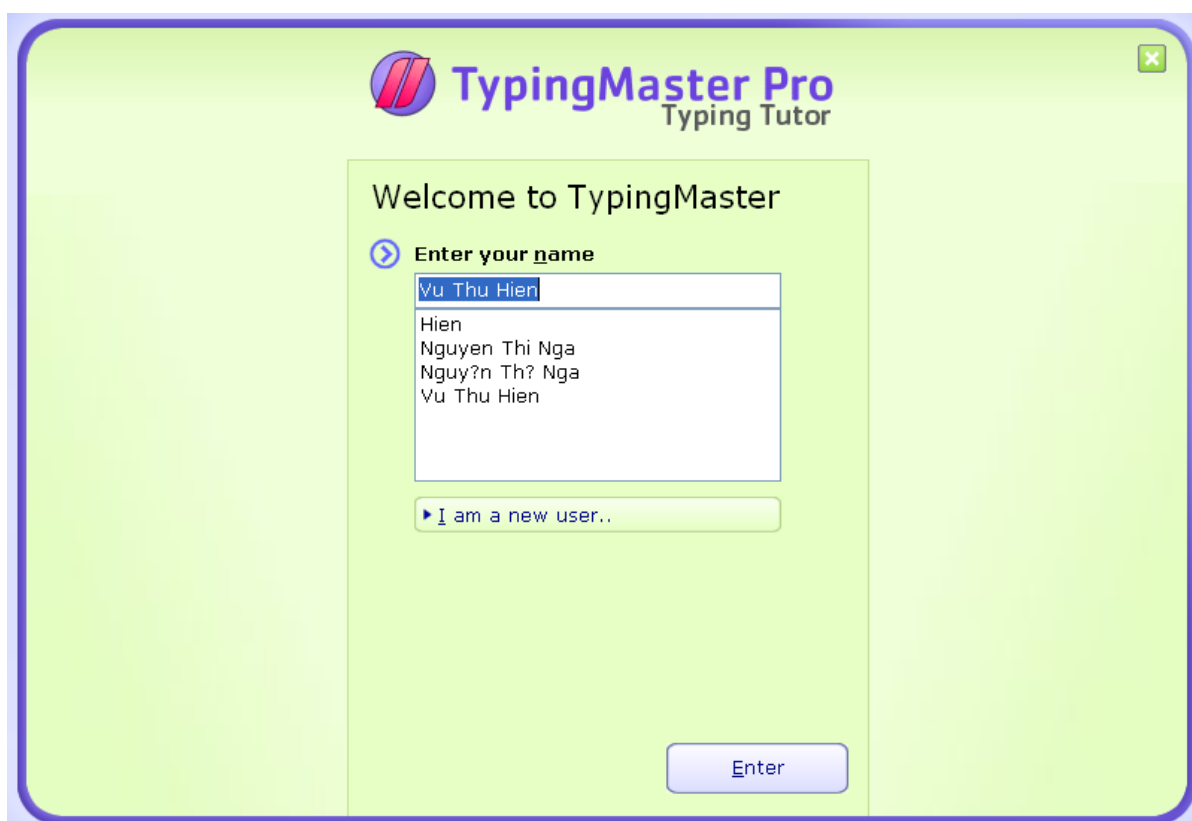 TypingMaster Pro
Typing Tutor
Welcome to TypingMaster
Enter your name
Vu Thu Hien
Hien
Nguyen Thi Nga
Nguy?n Th? Nga
Vu Thu Hien
I am a new user..
Enter